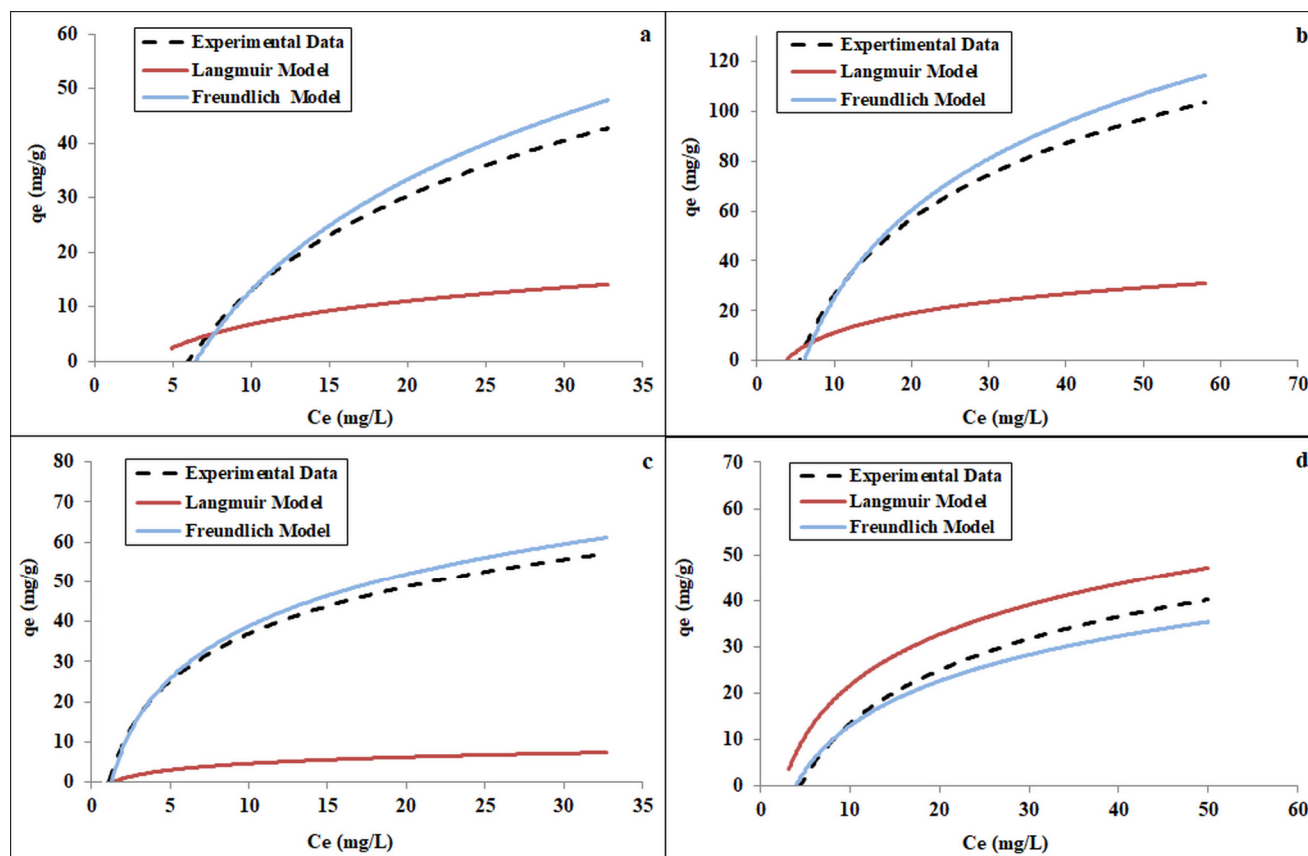 a
Experimental Data
Langmuir Model
Freundlich Model
60
50
40
30
20
10
0
qe (mg/g)
0 5 10 15 20 25 30 35
Ce (mg/L)
b
Expertimental Data
Langmuir Model
Freundlich Model
120
100
80
60
40
20
0
qe (mg/g)
0 10 20 30 40 50 60 70
Ce (mg/L)
c
Experimental Data
Langmuir Model
Freundlich Model
80
70
60
50
40
30
20
10
0
qe (mg/g)
0 5 10 15 20 25 30 35
Ce (mg/L)
d
Experimental Data
Langmuir Model
Freundlich Model
70
60
50
40
30
20
10
0
qe (mg/g)
0 10 20 30 40 50 60
Ce (mg/L)